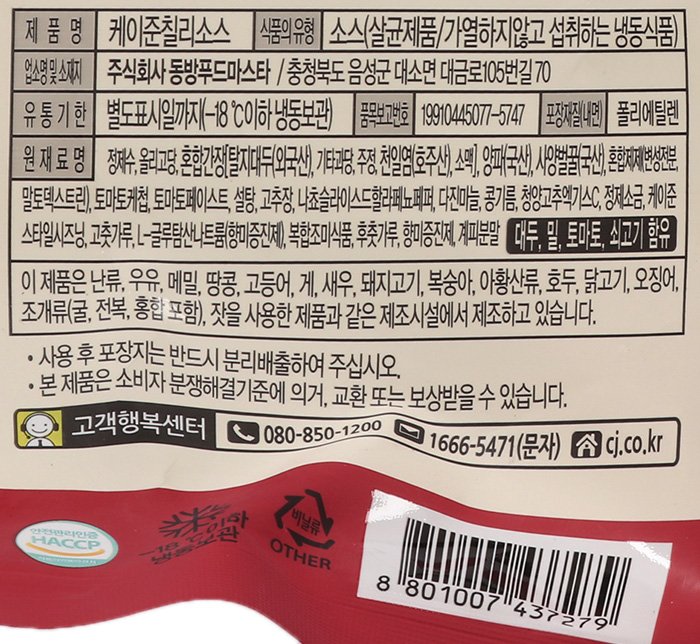 제 품 명 케이준칠리소스 식품의 유형 소스(살균제품/가열하지않고 섭취하는 냉동식품)
업소명 및 소재지 주식회사 동방푸드마스타 / 충청북도 음성군 대소면 대금로105번길 70
유 통 기 한 별도표시일까지(-18 ℃이하 냉동보관) 품목보고번호 19910445077-5747 포장재질(내면) 폴리에틸렌
원 재 료 명 정제수, 올리고당, 혼합간장[탈지대두(외국산), 기타과당, 주정, 천일염(호주산), 소맥], 양파(국산), 사양벌꿀(국산), 혼합제제(변성전분,
말토덱스트린), 토마토케첩, 토마토페이스트, 설탕, 고추장, 나쵸슬라이스드할라피뇨페퍼, 다진마늘, 콩기름, 청양고추엑기스C, 정제소금, 케이준
스타일시즈닝, 고춧가루, L-글루탐산나트륨(향미증진제), 복합조미식품, 후춧가루, 향미증진제, 계피분말 대두, 밀, 토마토, 쇠고기 함유
이 제품은 난류, 우유, 메밀, 땅콩, 고등어, 게, 새우, 돼지고기, 복숭아, 아황산류, 호두, 닭고기, 오징어,
조개류(굴, 전복, 홍합 포함), 잣을 사용한 제품과 같은 제조시설에서 제조하고 있습니다.
• 사용 후 포장지는 반드시 분리배출하여 주십시오.
• 본 제품은 소비자 분쟁해결기준에 의거, 교환 또는 보상받을 수 있습니다.
고객행복센터 080-850-1200 1666-5471(문자) cj.co.kr
안전관리인증
HACCP
-18℃이하
냉동보관
비닐류
OTHER
8 801007 437279